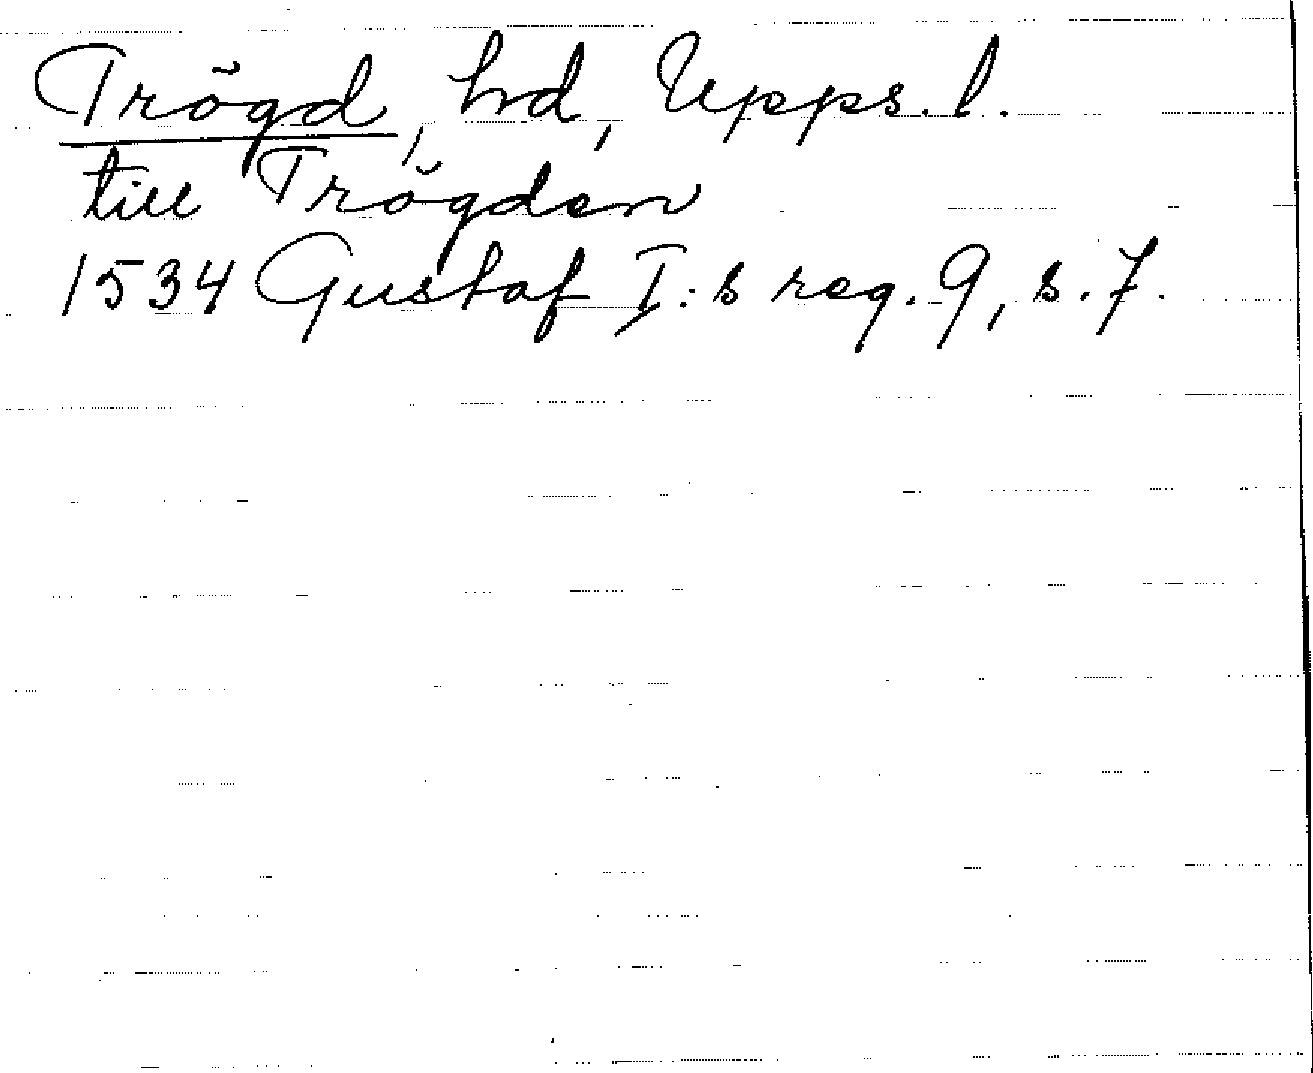 Trögd, hd, Upps. l.
till Trögden
1534 Gustaf I:s reg. 9, s. 7.